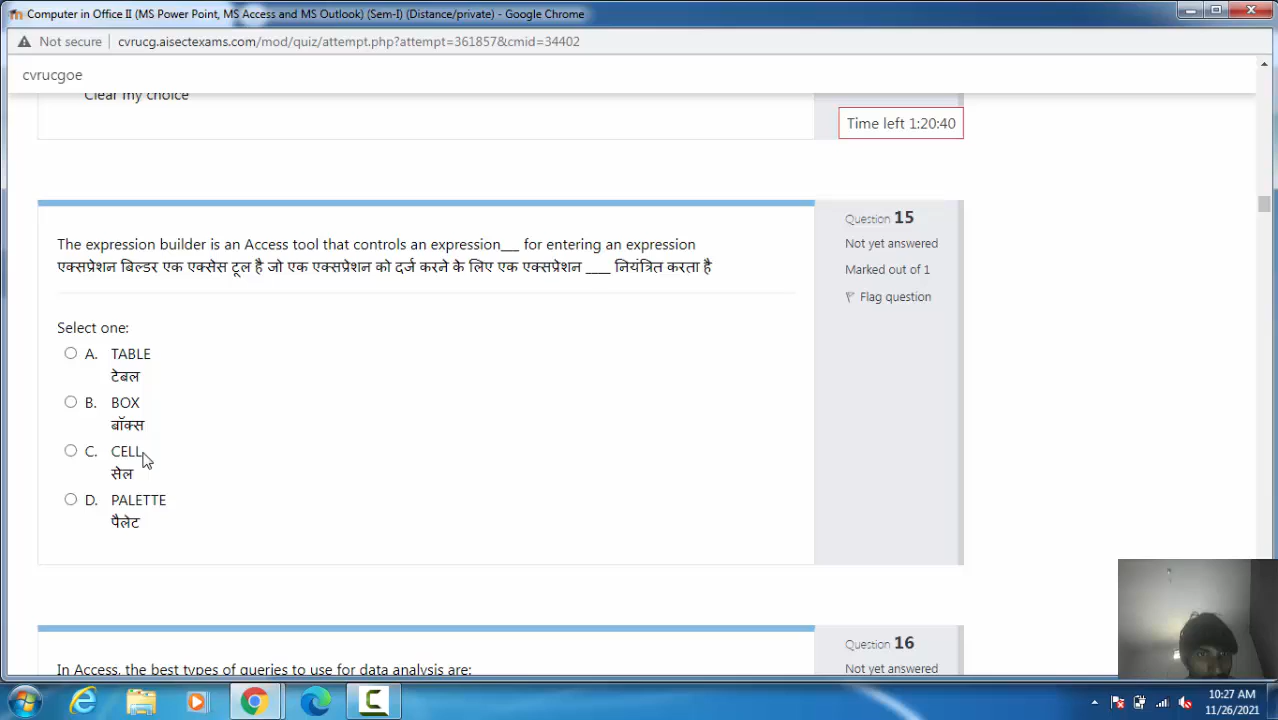 Computer in Office II (MS Power Point, MS Access and MS Outlook) (Sem-I) (Distance/private) - Google Chrome
Not secure | cvrucg.aisectexams.com/mod/quiz/attempt.php?attempt=361857&cmid=34402
cvrucgoe
Clear my choice
Time left 1:20:40
The expression builder is an Access tool that controls an expression___ for entering an expression
एक्सप्रेशन बिल्डर एक एक्सेस टूल है जो एक एक्सप्रेशन को दर्ज करने के लिए एक एक्सप्रेशन ____ नियंत्रित करता है
Select one:
A. TABLE
टेबल
B. BOX
बॉक्स
C. CELL
सेल
D. PALETTE
पैलेट
Question 15
Not yet answered
Marked out of 1
Flag question
In Access, the best types of queries to use for data analysis are:
Question 16
Not yet answered
10:27 AM
11/26/2021